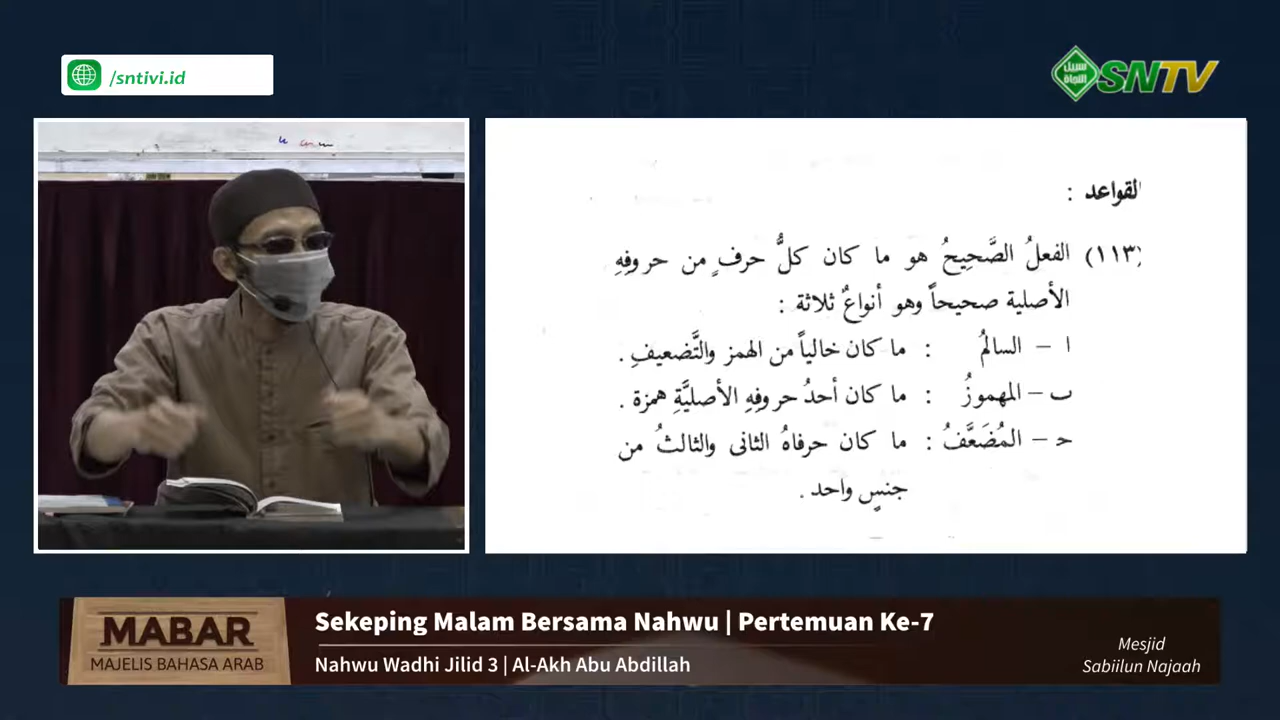 /sntivi.id
سبيل النجاة
SNTV
القواعد :
(١١٣) الفعلُ الصَّحِيحُ هو ما كان كلُّ حرفٍ من حروفِهِ
الأصلية صحيحاً وهو أنواعٌ ثلاثة :
ا – السالمُ : ما كان خالياً من الهمز والتَّضعيفِ .
ب – المهموزُ : ما كان أحدُ حروفِهِ الأصليَّةِ همزة .
حـ – المُضَعَّفُ : ما كان حرفاهُ الثانى والثالثُ من
جنسٍ واحد .
MABAR
MAJELIS BAHASA ARAB
Sekeping Malam Bersama Nahwu | Pertemuan Ke-7
Nahwu Wadhi Jilid 3 | Al-Akh Abu Abdillah
Mesjid
Sabiilun Najaah